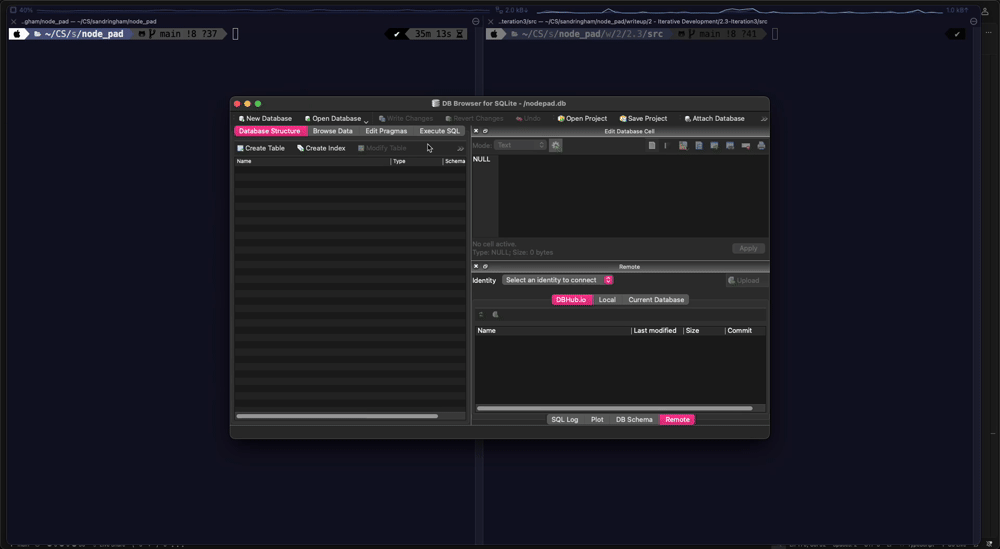 40%
2.0 kB↓
1.0 kB↑
..gham/node_pad — ~/CS/sandringham/node_pad
..teration3/src — ~/CS/sandringham/node_pad/writeup/2 - Iterative Development/2.3-Iteration3/src
~/CS/s/node_pad
main !8 737
✔
35m 13s
~/CS/s/node_pad/w/2/2.3/src
main !8 741
✔
DB Browser for SQLite - /nodepad.db
New Database
Open Database
Write Changes
Revert Changes
Undo
Open Project
Save Project
Attach Database
Database Structure
Browse Data
Edit Pragmas
Execute SQL
Edit Database Cell
Create Table
Create Index
Modify Table
Mode:
Text
Name
Type
Schema
NULL
No cell active.
Type: NULL; Size: 0 bytes
Apply
Remote
Identity
Select an identity to connect
Upload
DBHub.io
Local
Current Database
Name
Last modified
Size
Commit
SQL Log
Plot
DB Schema
Remote